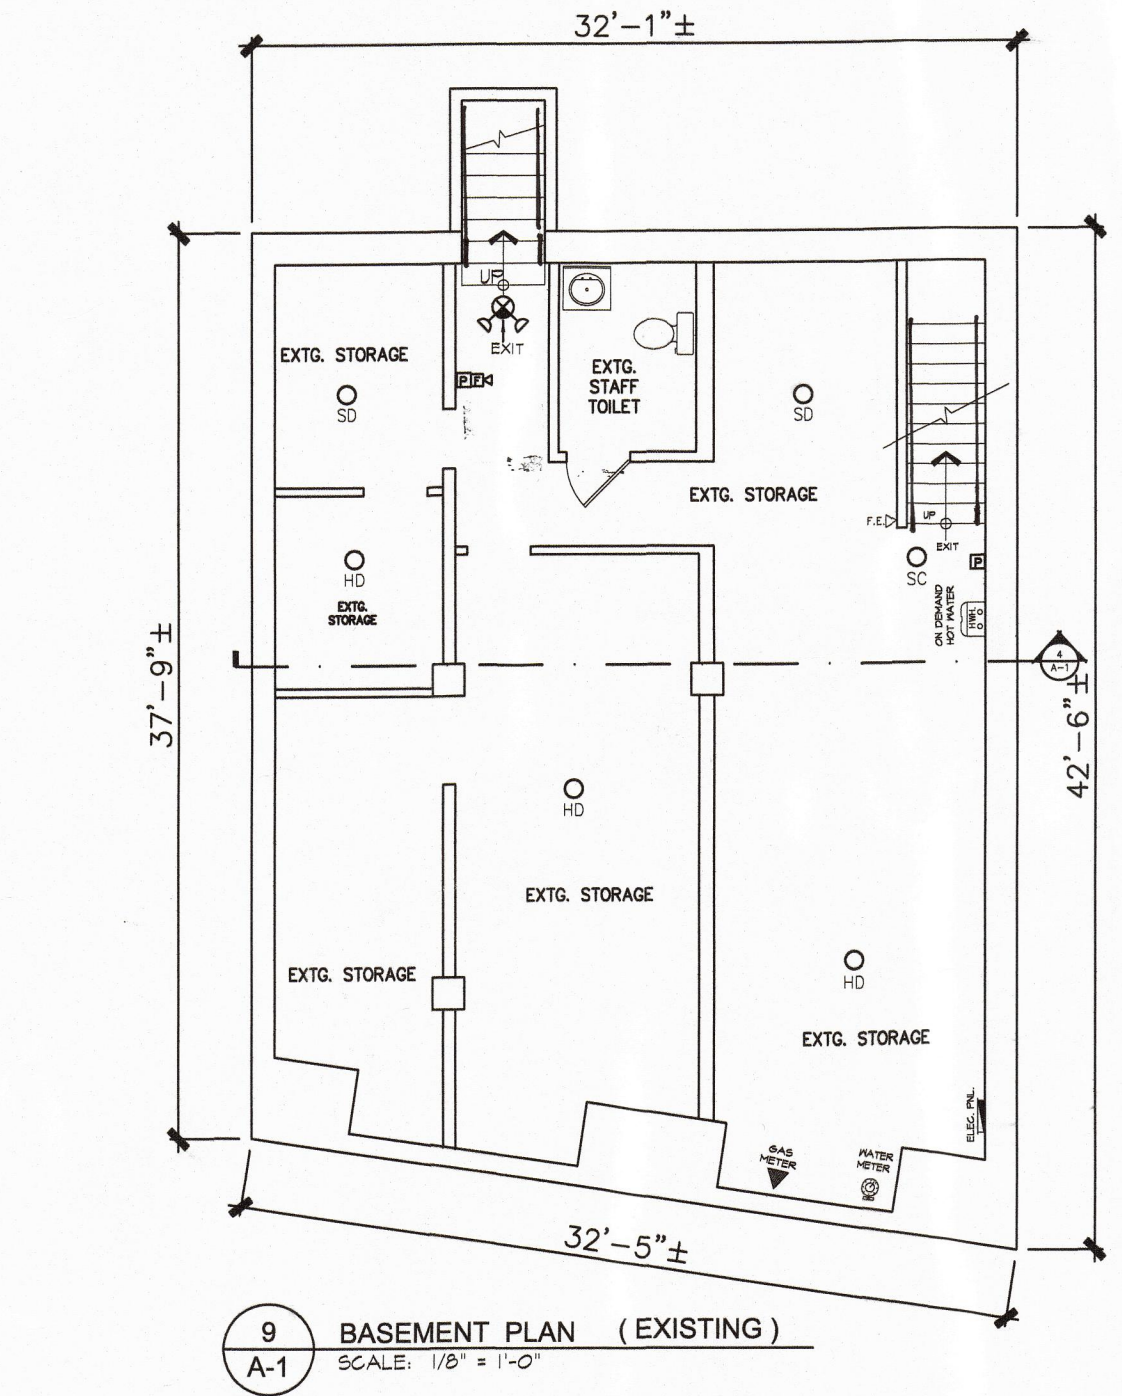 32'-1"±
UP
EXIT
EXTG. STORAGE
SD
P F
EXTG.
STAFF
TOILET
SD
EXTG. STORAGE
F.E.
UP
EXIT
SC
P
HD
EXTG.
STORAGE
ON DEMAND
HOT WATER
HWH.
4
A-1
37'-9"±
42'-6"±
HD
EXTG. STORAGE
EXTG. STORAGE
HD
EXTG. STORAGE
ELEC. PNL.
GAS
METER
WATER
METER
32'-5"±
9
A-1
BASEMENT PLAN (EXISTING)
SCALE: 1/8" = 1'-0"